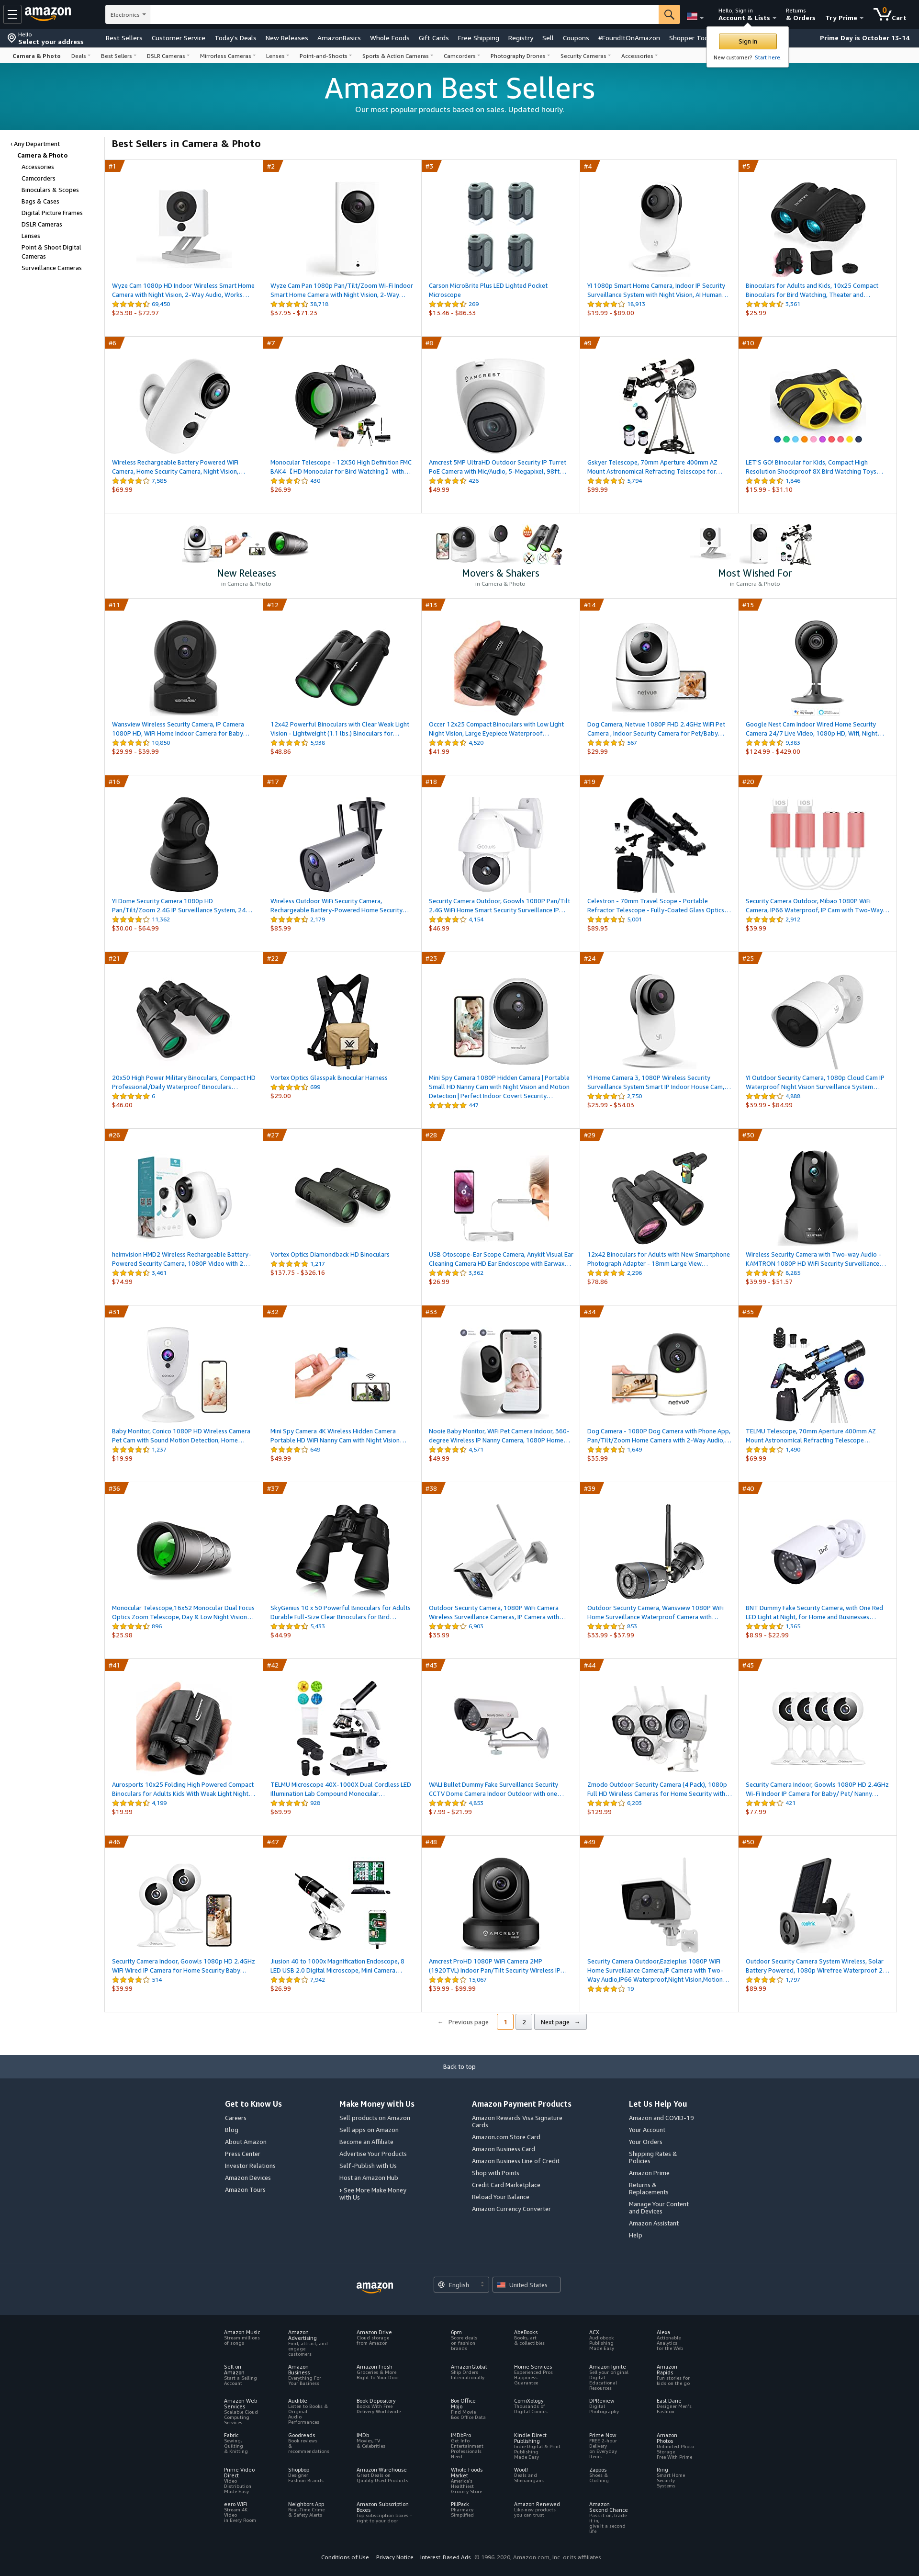 amazon
Electronics
Hello, Sign in
Account & Lists
Returns
& Orders
Try Prime
0
Cart
Hello
Select your address
Best Sellers Customer Service Today's Deals New Releases AmazonBasics Whole Foods Gift Cards Free Shipping Registry Sell Coupons #FoundItOnAmazon Shopper
Prime Day is October 13-14
Sign in
New customer? Start here.
Camera & Photo Deals Best Sellers DSLR Cameras Mirrorless Cameras Lenses Point-and-Shoots Sports & Action Cameras Camcorders Photography Drones Security Cameras Accessories
Amazon Best Sellers
Our most popular products based on sales. Updated hourly.
‹ Any Department
Camera & Photo
Accessories
Camcorders
Binoculars & Scopes
Bags & Cases
Digital Picture Frames
DSLR Cameras
Lenses
Point & Shoot Digital
Cameras
Surveillance Cameras
Best Sellers in Camera & Photo
#1
Wyze Cam 1080p HD Indoor Wireless Smart Home
Camera with Night Vision, 2-Way Audio, Works…
69,450
$25.98 - $72.97
#2
Wyze Cam Pan 1080p Pan/Tilt/Zoom Wi-Fi Indoor
Smart Home Camera with Night Vision, 2-Way…
38,718
$37.95 - $71.23
#3
Carson MicroBrite Plus LED Lighted Pocket
Microscope
269
$13.46 - $86.33
#4
YI 1080p Smart Home Camera, Indoor IP Security
Surveillance System with Night Vision, AI Human…
18,913
$19.99 - $89.00
#5
Binoculars for Adults and Kids, 10x25 Compact
Binoculars for Bird Watching, Theater and…
3,361
$25.99
#6
Wireless Rechargeable Battery Powered WiFi
Camera, Home Security Camera, Night Vision,…
7,585
$69.99
#7
Monocular Telescope - 12X50 High Definition FMC
BAK4【HD Monocular for Bird Watching】with…
430
$26.99
#8
AMCREST
Amcrest 5MP UltraHD Outdoor Security IP Turret
PoE Camera with Mic/Audio, 5-Megapixel, 98ft…
426
$49.99
#9
Gskyer Telescope, 70mm Aperture 400mm AZ
Mount Astronomical Refracting Telescope for…
5,794
$99.99
#10
LET'S GO! Binocular for Kids, Compact High
Resolution Shockproof 8X Bird Watching Toys…
1,846
$15.99 - $31.10
New Releases
in Camera & Photo
Movers & Shakers
in Camera & Photo
Most Wished For
in Camera & Photo
#11
Wansview Wireless Security Camera, IP Camera
1080P HD, WiFi Home Indoor Camera for Baby…
10,850
$29.99 - $39.99
#12
12x42 Powerful Binoculars with Clear Weak Light
Vision - Lightweight (1.1 lbs.) Binoculars for…
5,938
$48.86
#13
Occer 12x25 Compact Binoculars with Low Light
Night Vision, Large Eyepiece Waterproof…
4,520
$41.99
#14
netvue
Dog Camera, Netvue 1080P FHD 2.4GHz WiFi Pet
Camera , Indoor Security Camera for Pet/Baby…
567
$29.99
#15
Google Nest Cam Indoor Wired Home Security
Camera 24/7 Live Video, 1080p HD, Wifi, Night…
9,383
$124.99 - $429.00
#16
YI Dome Security Camera 1080p HD
Pan/Tilt/Zoom 2.4G IP Surveillance System, 24…
11,362
$30.00 - $64.99
#17
Wireless Outdoor WiFi Security Camera,
Rechargeable Battery-Powered Home Security…
2,179
$85.99
#18
Security Camera Outdoor, Goowls 1080P Pan/Tilt
2.4G WiFi Home Smart Security Surveillance IP…
4,154
$46.99
#19
Celestron - 70mm Travel Scope - Portable
Refractor Telescope - Fully-Coated Glass Optics…
5,001
$89.95
#20
IOS IOS
Security Camera Outdoor, Mibao 1080P WiFi
Camera, IP66 Waterproof, IP Cam with Two-Way…
2,912
$39.99
#21
20x50 High Power Military Binoculars, Compact HD
Professional/Daily Waterproof Binoculars…
6
$46.00
#22
Vortex Optics Glasspak Binocular Harness
699
$29.00
#23
Mini Spy Camera 1080P Hidden Camera | Portable
Small HD Nanny Cam with Night Vision and Motion
Detection | Perfect Indoor Covert Security…
447
#24
YI Home Camera 3, 1080P Wireless Security
Surveillance System Smart IP Indoor House Cam,…
2,750
$25.99 - $54.03
#25
YI Outdoor Security Camera, 1080p Cloud Cam IP
Waterproof Night Vision Surveillance System…
4,888
$39.99 - $84.99
#26
heimvision HMD2 Wireless Rechargeable Battery-
Powered Security Camera, 1080P Video with 2…
3,461
$74.99
#27
Vortex Optics Diamondback HD Binoculars
1,217
$137.75 - $326.16
#28
USB Otoscope-Ear Scope Camera, Anykit Visual Ear
Cleaning Camera HD Ear Endoscope with Earwax…
3,362
$26.99
#29
12x42 Binoculars for Adults with New Smartphone
Photograph Adapter - 18mm Large View…
2,296
$78.86
#30
Wireless Security Camera with Two-way Audio -
KAMTRON 1080P HD WiFi Security Surveillance…
8,285
$39.99 - $51.57
#31
Baby Monitor, Conico 1080P HD Wireless Camera
Pet Cam with Sound Motion Detection, Home…
1,237
$19.99
#32
Mini Spy Camera 4K Wireless Hidden Camera
Portable HD WiFi Nanny Cam with Night Vision…
649
$49.99
#33
Nooie Baby Monitor, WiFi Pet Camera Indoor, 360-
degree Wireless IP Nanny Camera, 1080P Home…
4,571
$49.99
#34
netvue
Dog Camera - 1080P Dog Camera with Phone App,
Pan/Tilt/Zoom Home Camera with 2-Way Audio,…
1,649
$35.99
#35
TELMU Telescope, 70mm Aperture 400mm AZ
Mount Astronomical Refracting Telescope…
1,490
$69.99
#36
Monocular Telescope,16x52 Monocular Dual Focus
Optics Zoom Telescope, Day & Low Night Vision…
896
$25.98
#37
SkyGenius 10 x 50 Powerful Binoculars for Adults
Durable Full-Size Clear Binoculars for Bird…
5,433
$44.99
#38
Outdoor Security Camera, 1080P WiFi Camera
Wireless Surveillance Cameras, IP Camera with…
6,903
$35.99
#39
Outdoor Security Camera, Wansview 1080P WiFi
Home Surveillance Waterproof Camera with…
853
$33.99 - $37.99
#40
BNT
BNT Dummy Fake Security Camera, with One Red
LED Light at Night, for Home and Businesses…
1,365
$8.99 - $22.99
#41
Aurosports 10x25 Folding High Powered Compact
Binoculars for Adults Kids With Weak Light Night…
4,199
$19.99
#42
TELMU Microscope 40X-1000X Dual Cordless LED
Illumination Lab Compound Monocular…
928
$69.99
#43
WALI Bullet Dummy Fake Surveillance Security
CCTV Dome Camera Indoor Outdoor with one…
4,853
$7.99 - $21.99
#44
Zmodo Outdoor Security Camera (4 Pack), 1080p
Full HD Wireless Cameras for Home Security with…
6,203
$129.99
#45
Security Camera Indoor, Goowls 1080P HD 2.4GHz
Wi-Fi Indoor IP Camera for Baby/ Pet/ Nanny…
421
$77.99
#46
Security Camera Indoor, Goowls 1080p HD 2.4GHz
WiFi Wired IP Camera for Home Security Baby…
514
$39.99
#47
Jiusion 40 to 1000x Magnification Endoscope, 8
LED USB 2.0 Digital Microscope, Mini Camera…
7,942
$26.99
#48
AMCREST
Amcrest ProHD 1080P WiFi Camera 2MP
(1920TVL) Indoor Pan/Tilt Security Wireless IP…
15,067
$39.99 - $99.99
#49
Security Camera Outdoor,Eazieplus 1080P WiFi
Home Surveillance Camera,IP Camera with Two-
Way Audio,IP66 Waterproof,Night Vision,Motion…
19
#50
reolink
Outdoor Security Camera System Wireless, Solar
Battery Powered, 1080p Wirefree Waterproof 2…
1,797
$89.99
← Previous page 1 2 Next page →
Back to top
Get to Know Us
Careers
Blog
About Amazon
Press Center
Investor Relations
Amazon Devices
Amazon Tours
Make Money with Us
Sell products on Amazon
Sell apps on Amazon
Become an Affiliate
Advertise Your Products
Self-Publish with Us
Host an Amazon Hub
› See More Make Money
with Us
Amazon Payment Products
Amazon Rewards Visa Signature
Cards
Amazon.com Store Card
Amazon Business Card
Amazon Business Line of Credit
Shop with Points
Credit Card Marketplace
Reload Your Balance
Amazon Currency Converter
Let Us Help You
Amazon and COVID-19
Your Account
Your Orders
Shipping Rates &
Policies
Amazon Prime
Returns &
Replacements
Manage Your Content
and Devices
Amazon Assistant
Help
amazon
English
United States
Amazon Music
Stream millions
of songs
Amazon
Advertising
Find, attract, and
engage
customers
Amazon Drive
Cloud storage
from Amazon
6pm
Score deals
on fashion
brands
AbeBooks
Books, art
& collectibles
ACX
Audiobook
Publishing
Made Easy
Alexa
Actionable
Analytics
for the Web
Sell on
Amazon
Start a Selling
Account
Amazon
Business
Everything For
Your Business
Amazon Fresh
Groceries & More
Right To Your Door
AmazonGlobal
Ship Orders
Internationally
Home Services
Experienced Pros
Happiness
Guarantee
Amazon Ignite
Sell your original
Digital
Educational
Resources
Amazon
Rapids
Fun stories for
kids on the go
Amazon Web
Services
Scalable Cloud
Computing
Services
Audible
Listen to Books &
Original
Audio
Performances
Book Depository
Books With Free
Delivery Worldwide
Box Office
Mojo
Find Movie
Box Office Data
ComiXology
Thousands of
Digital Comics
DPReview
Digital
Photography
East Dane
Designer Men's
Fashion
Fabric
Sewing,
Quilting
& Knitting
Goodreads
Book reviews
&
recommendations
IMDb
Movies, TV
& Celebrities
IMDbPro
Get Info
Entertainment
Professionals
Need
Kindle Direct
Publishing
Indie Digital & Print
Publishing
Made Easy
Prime Now
FREE 2-hour
Delivery
on Everyday
Items
Amazon
Photos
Unlimited Photo
Storage
Free With Prime
Prime Video
Direct
Video
Distribution
Made Easy
Shopbop
Designer
Fashion Brands
Amazon Warehouse
Great Deals on
Quality Used Products
Whole Foods
Market
America's
Healthiest
Grocery Store
Woot!
Deals and
Shenanigans
Zappos
Shoes &
Clothing
Ring
Smart Home
Security
Systems
eero WiFi
Stream 4K
Video
in Every Room
Neighbors App
Real-Time Crime
& Safety Alerts
Amazon Subscription
Boxes
Top subscription boxes –
right to your door
PillPack
Pharmacy
Simplified
Amazon Renewed
Like-new products
you can trust
Amazon
Second Chance
Pass it on, trade
it in,
give it a second
life
Conditions of Use Privacy Notice Interest-Based Ads © 1996-2020, Amazon.com, Inc. or its affiliates